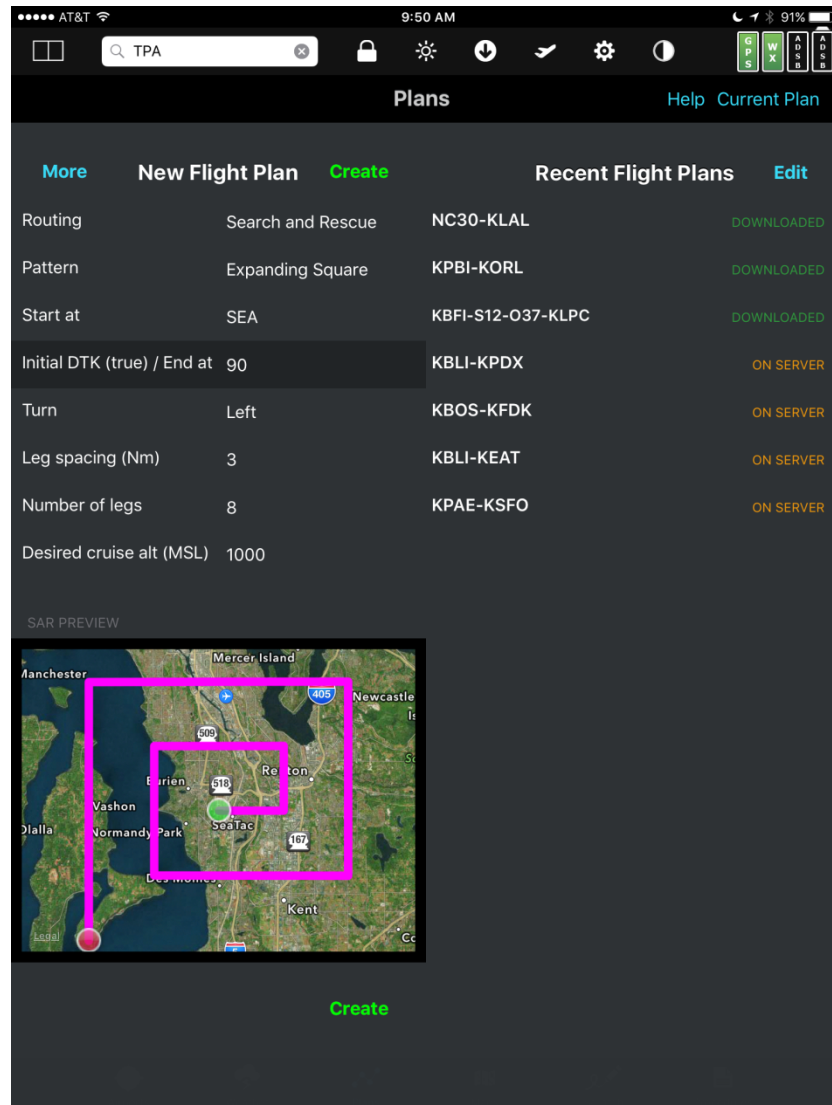 AT&T 9:50 AM 91%
TPA GPS WX ADSB ADSB
Plans Help Current Plan
More New Flight Plan Create Recent Flight Plans Edit
Routing Search and Rescue NC30-KLAL DOWNLOADED
Pattern Expanding Square KPBI-KORL DOWNLOADED
Start at SEA KBFI-S12-O37-KLPC DOWNLOADED
Initial DTK (true) / End at 90 KBLI-KPDX ON SERVER
Turn Left KBOS-KFDK ON SERVER
Leg spacing (Nm) 3 KBLI-KEAT ON SERVER
Number of legs 8 KPAE-KSFO ON SERVER
Desired cruise alt (MSL) 1000
SAR PREVIEW
Mercer Island
Manchester
405 Newcastle
509
Renton
Burien 518
Vashon
Olalla Normandy Park SeaTac
167
Des Moines
Kent
Legal
Create